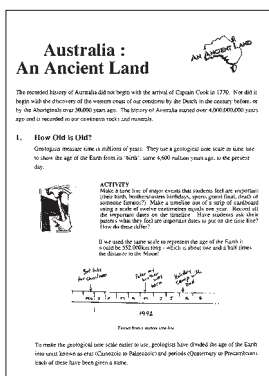 Australia :
An Ancient Land
AN ANCIENT LAND
The recorded history of Australia did not begin with the arrival of Captain Cook in 1770. Nor did it
begin with the discovery of the western coast of our continent by the Dutch in the century before, or
by the Aboriginals over 50,000 years ago. The history of Australia started over 4,000,000,000 years
ago and is recorded in our continents rocks and minerals.
1. How Old is Old?
Geologists measure time in millions of years. They use a geological time scale or time line
to show the age of the Earth from its "birth", some 4,600 million years ago, to the present
day.
ACTIVITY
Make a time line of major events that students feel are important
(their birth, brothers/sisters birthdays, sports grand final, death of
someone famous?) Make a timeline out of a strip of cardboard
using a scale of twelve centimetres equals one year. Record all
the important dates on the timeline. Have students ask their
parents what they feel are important dates to put on the time line?
How do these differ?
If we used the same scale to represent the age of the Earth it
would be 552,000km long - which is about one and a half times
the distance to the Moon!
1992
To make the geological time scale easier to use, geologists have divided the age of the Earth
into units known as eras (Cainozoic to Palaeozoic) and periods (Quaternary to Precambrian).
Each of these have been given a name.